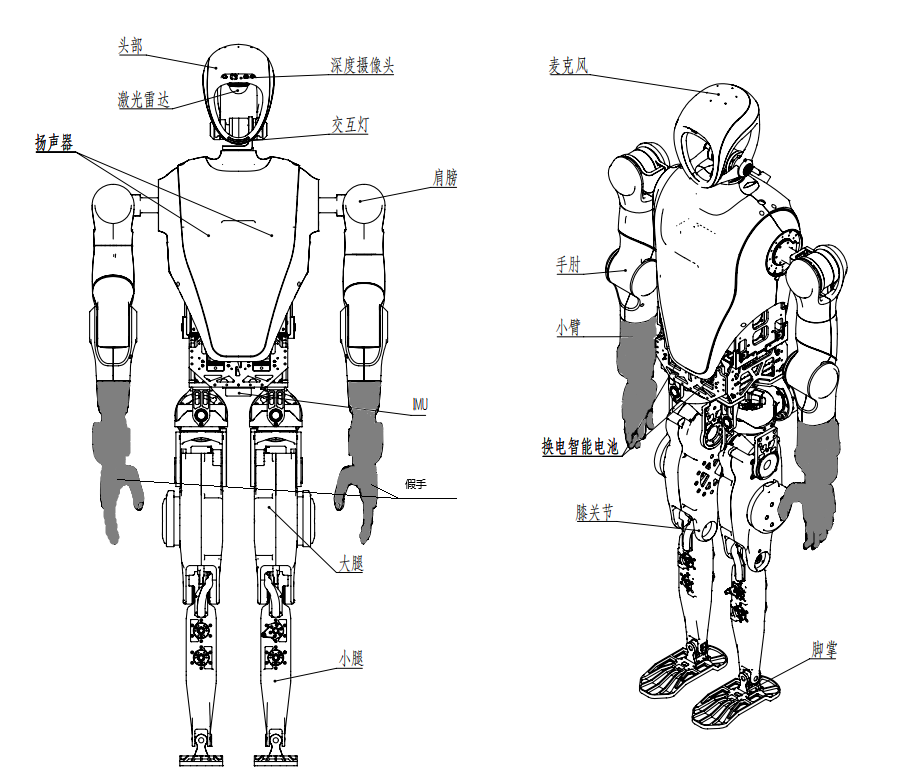 头部
深度摄像头
激光雷达
交互灯
扬声器
肩膀
IMU
假手
大腿
小腿
麦克风
手肘
小臂
换电智能电池
膝关节
脚掌